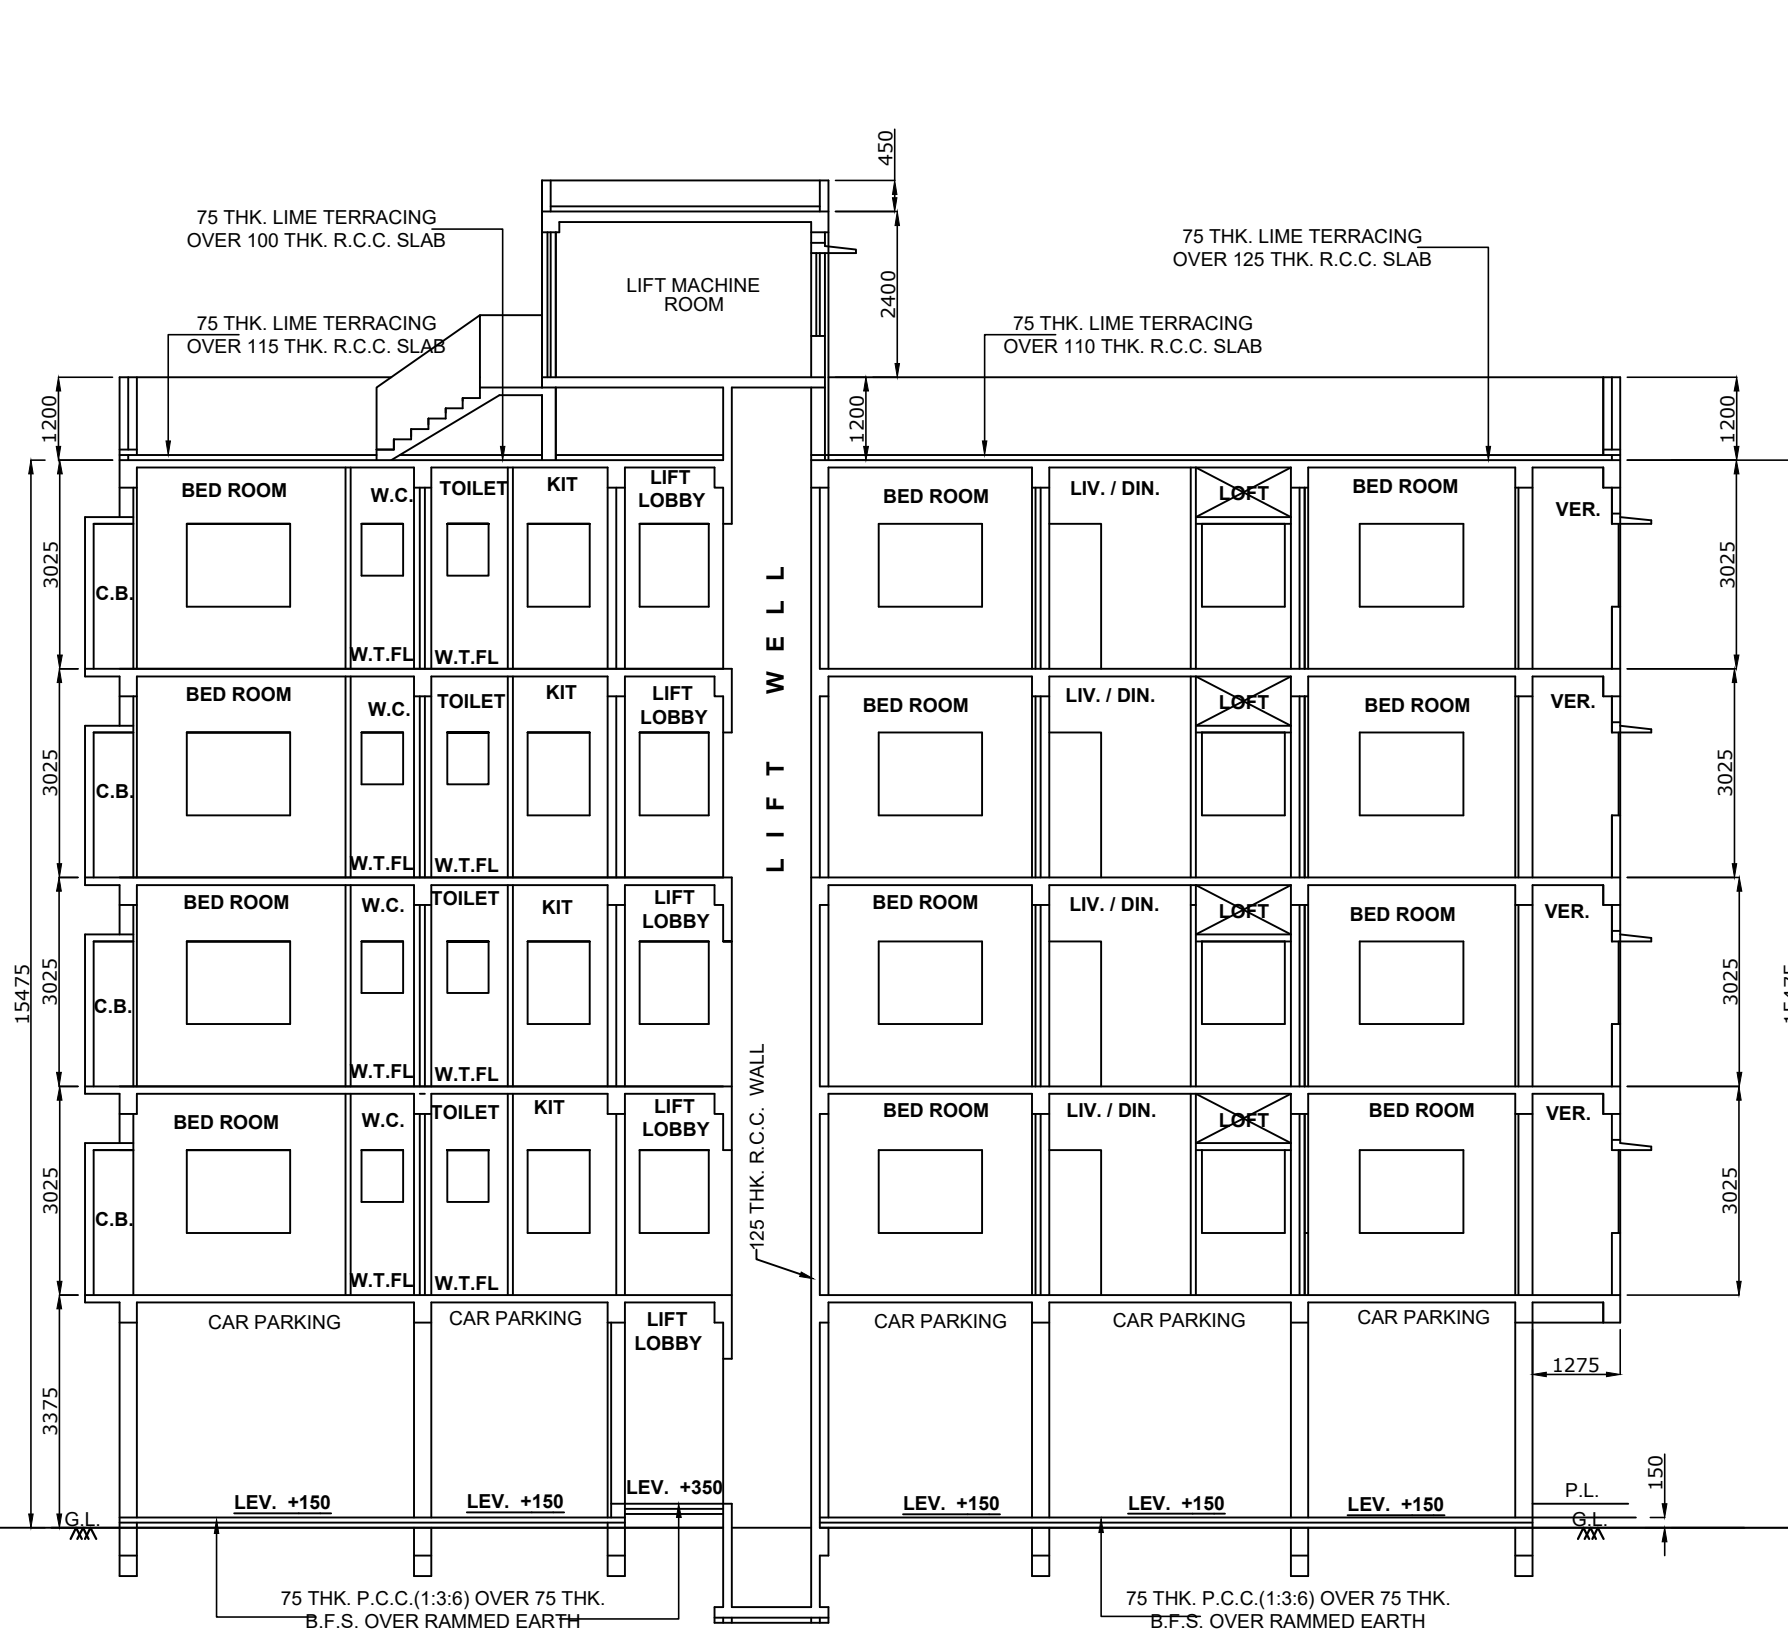 450
75 THK. LIME TERRACING
OVER 100 THK. R.C.C. SLAB
75 THK. LIME TERRACING
OVER 125 THK. R.C.C. SLAB
LIFT MACHINE
ROOM
2400
75 THK. LIME TERRACING
OVER 115 THK. R.C.C. SLAB
75 THK. LIME TERRACING
OVER 110 THK. R.C.C. SLAB
1200
1200
1200
BED ROOM
W.C.
TOILET
KIT
LIFT
LOBBY
BED ROOM
LIV. / DIN.
LOFT
BED ROOM
VER.
3025
C.B.
3025
W.T.FL
W.T.FL
LIFT WELL
BED ROOM
W.C.
TOILET
KIT
LIFT
LOBBY
BED ROOM
LIV. / DIN.
LOFT
BED ROOM
VER.
3025
C.B.
3025
W.T.FL
W.T.FL
BED ROOM
W.C.
TOILET
KIT
LIFT
LOBBY
BED ROOM
LIV. / DIN.
LOFT
BED ROOM
VER.
15475
3025
C.B.
3025
15475
W.T.FL
W.T.FL
125 THK. R.C.C. WALL
BED ROOM
W.C.
TOILET
KIT
LIFT
LOBBY
BED ROOM
LIV. / DIN.
LOFT
BED ROOM
VER.
3025
C.B.
3025
W.T.FL
W.T.FL
CAR PARKING
CAR PARKING
LIFT
LOBBY
CAR PARKING
CAR PARKING
CAR PARKING
1275
3375
LEV. +150
LEV. +150
LEV. +350
LEV. +150
LEV. +150
LEV. +150
P.L.
150
G.L.
G.L.
75 THK. P.C.C.(1:3:6) OVER 75 THK.
B.F.S. OVER RAMMED EARTH
75 THK. P.C.C.(1:3:6) OVER 75 THK.
B.F.S. OVER RAMMED EARTH